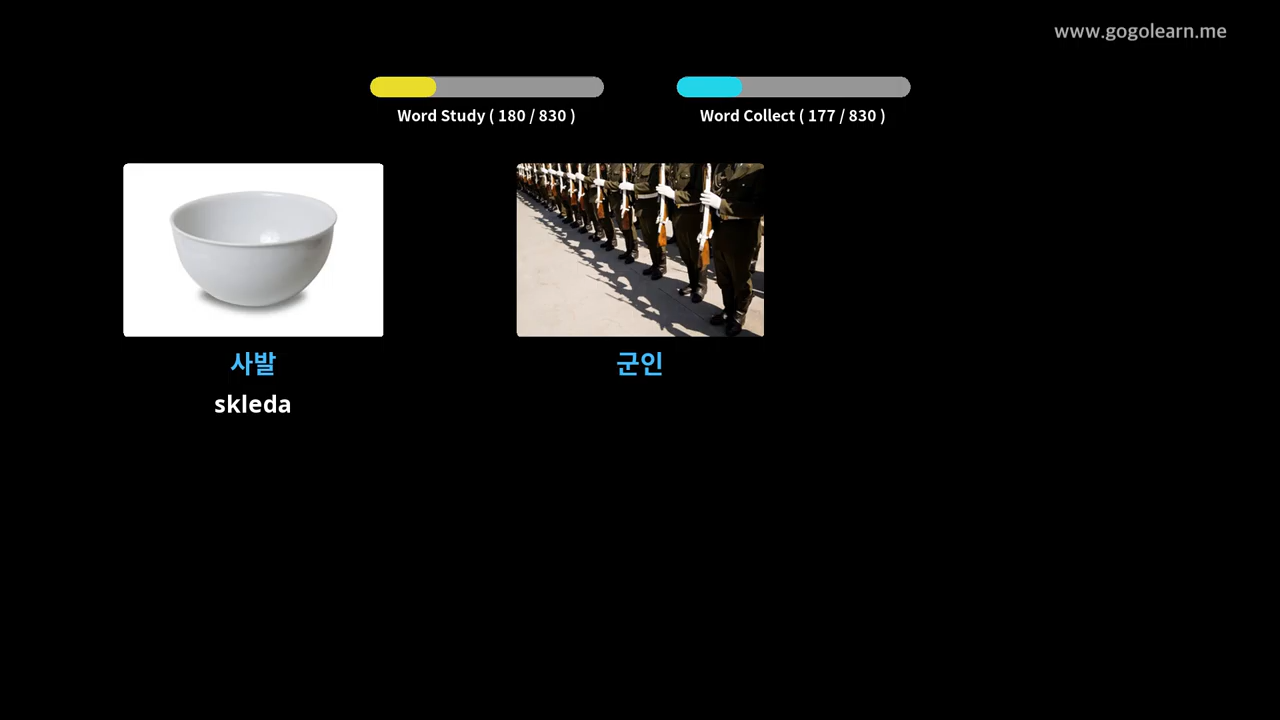 www.gogolearn.me
Word Study ( 180 / 830 )
Word Collect ( 177 / 830 )
사발
군인
skleda